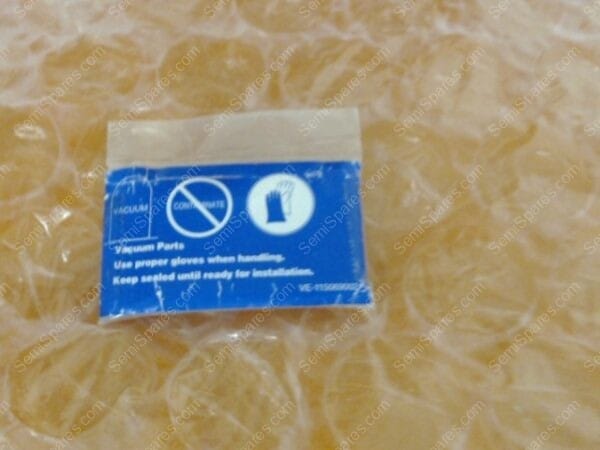 VACUUM
CONTAMINATE
Vacuum Parts
Use proper gloves when handling.
Keep sealed until ready for installation.
SemiSpares.com